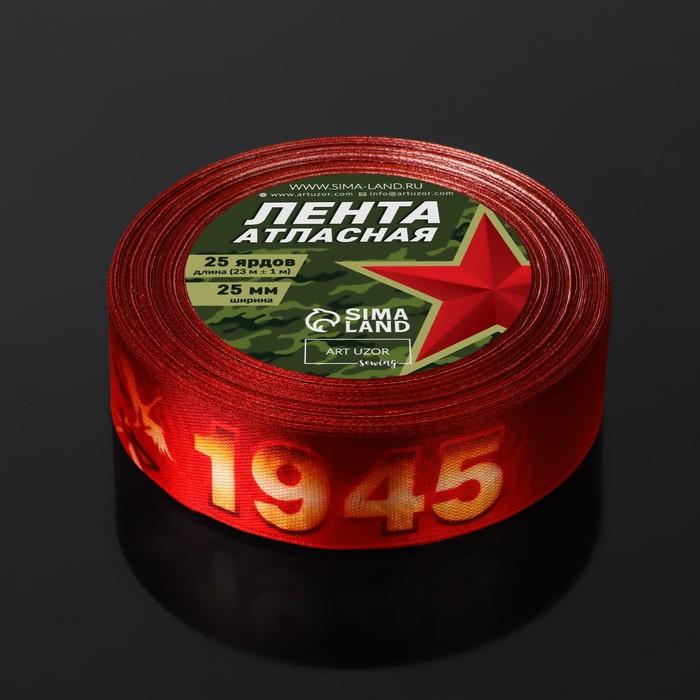 WWW.SIMA-LAND.RU
www.artuzor.com info@artuzor.com
ЛЕНТА
АТЛАСНАЯ
25 ярдов
длина (23 м ± 1 м)
25 мм
ширина
SIMA
LAND
ART UZOR
sewing
1945